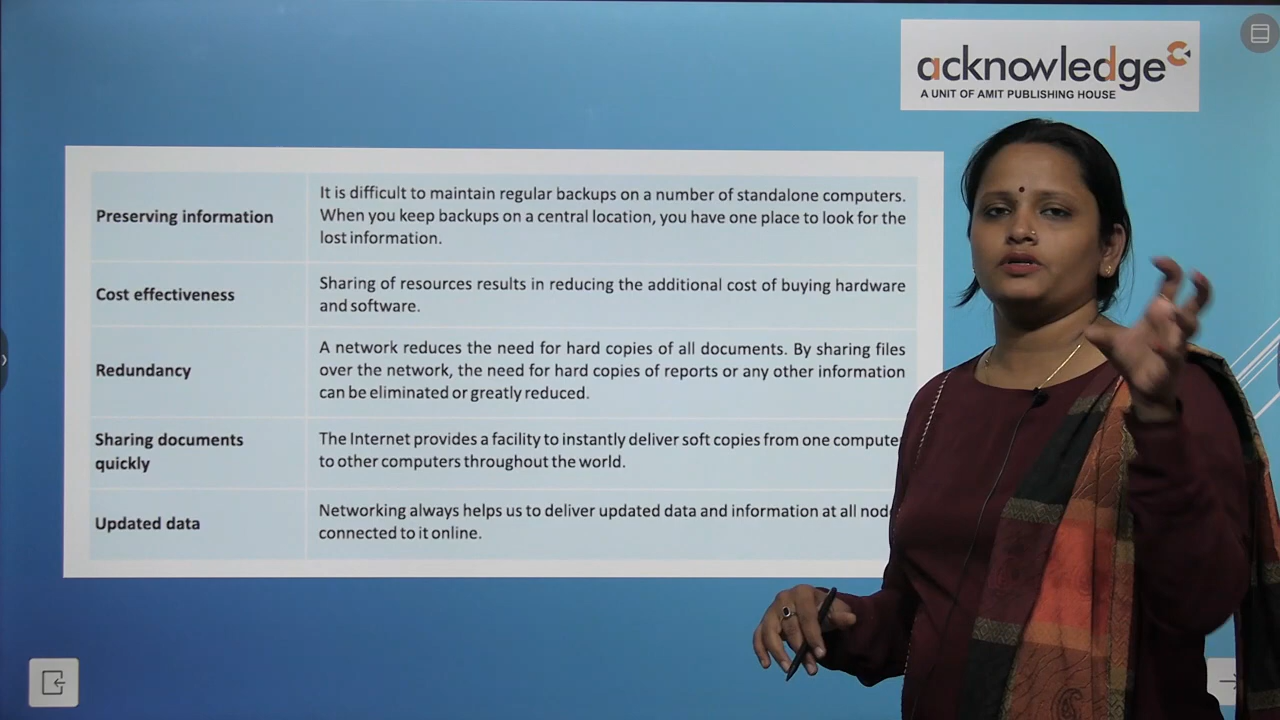 acknowledge
A UNIT OF AMIT PUBLISHING HOUSE
Preserving information
It is difficult to maintain regular backups on a number of standalone computers.
When you keep backups on a central location, you have one place to look for the
lost information.
Cost effectiveness
Sharing of resources results in reducing the additional cost of buying hardware
and software.
Redundancy
A network reduces the need for hard copies of all documents. By sharing files
over the network, the need for hard copies of reports or any other information
can be eliminated or greatly reduced.
Sharing documents
quickly
The Internet provides a facility to instantly deliver soft copies from one
to other computers throughout the world.
Updated data
Networking always helps us to deliver updated data and information at all
connected to it online.